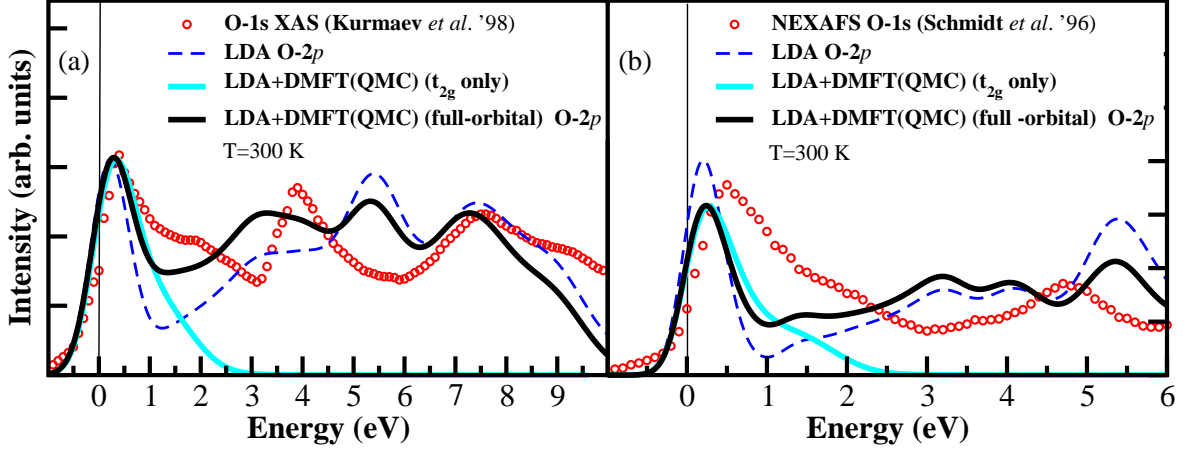 (a)
O-1s XAS (Kurmaev et al. '98)
LDA O-2p
LDA+DMFT(QMC) (t2g only)
LDA+DMFT(QMC) (full-orbital) O-2p
T=300 K
Intensity (arb. units)
0 1 2 3 4 5 6 7 8 9
Energy (eV)
(b)
NEXAFS O-1s (Schmidt et al. '96)
LDA O-2p
LDA+DMFT(QMC) (t2g only)
LDA+DMFT(QMC) (full -orbital) O-2p
T=300 K
0 1 2 3 4 5 6
Energy (eV)